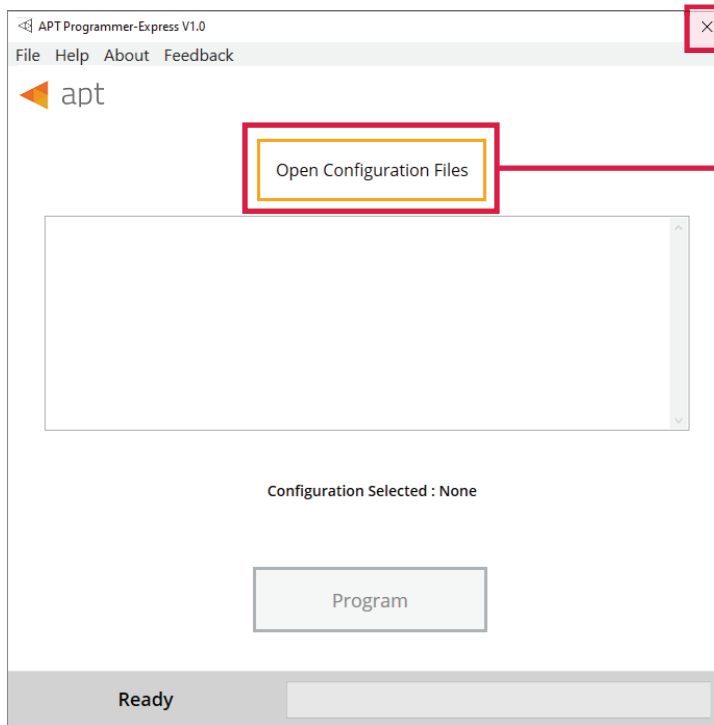 APT Programmer-Express V1.0
File Help About Feedback
apt
Open Configuration Files
Configuration Selected : None
Program
Ready